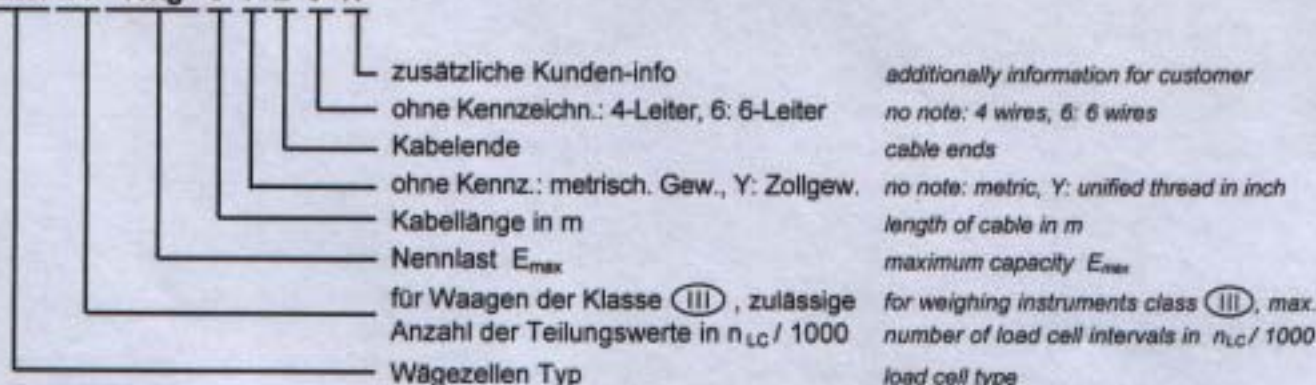 zusätzliche Kunden-info additionally information for customer
ohne Kennzeichn.: 4-Leiter, 6: 6-Leiter no note: 4 wires, 6: 6 wires
Kabelende cable ends
ohne Kennz.: metrisch. Gew., Y: Zollgew. no note: metric, Y: unified thread in inch
Kabellänge in m length of cable in m
Nennlast Emax maximum capacity Emax
für Waagen der Klasse (III) , zulässige for weighing instruments class (III), max.
Anzahl der Teilungswerte in nLC / 1000 number of load cell intervals in nLC / 1000
Wägezellen Typ load cell type